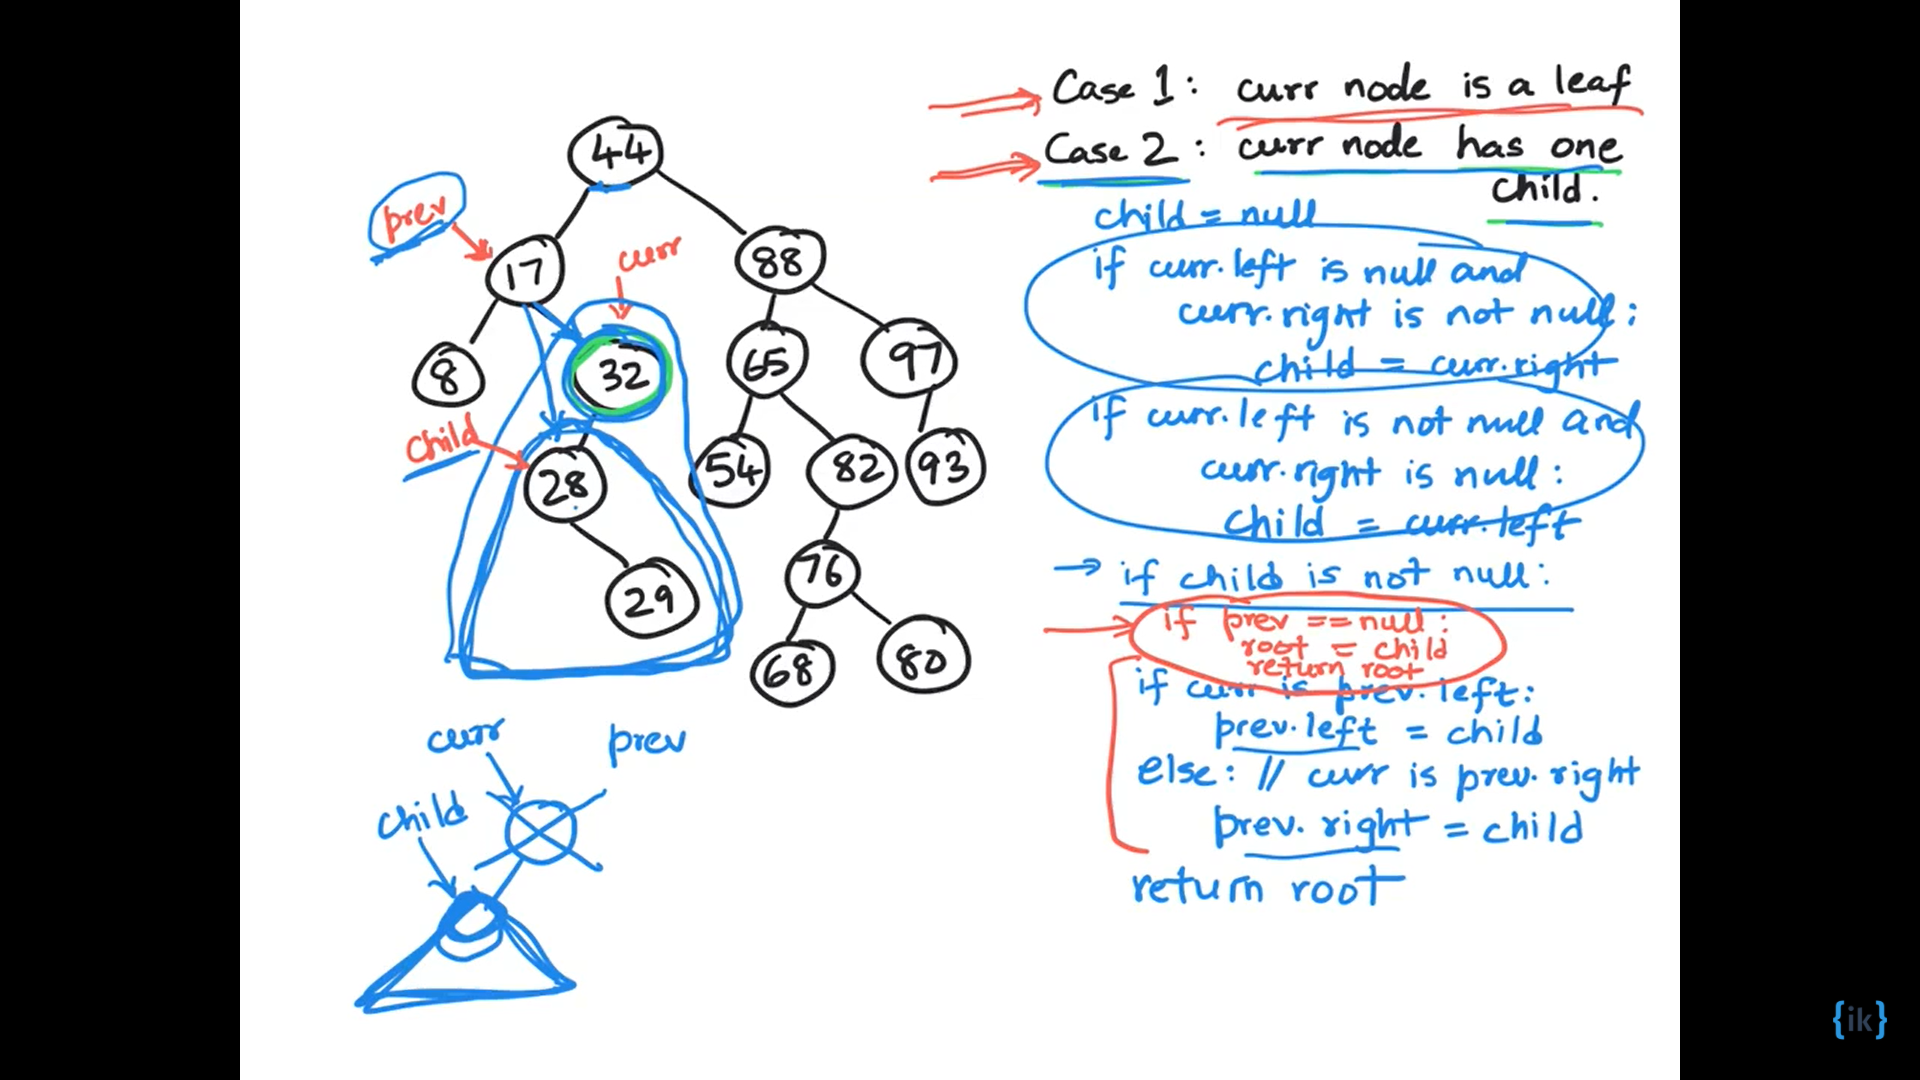 Case 1: curr node is a leaf
Case 2: curr node has one
child.
child = null
if curr.left is null and
curr.right is not null:
child = curr.right
if curr.left is not null and
curr.right is null:
child = curr.left
→ if child is not null:
if prev == null:
root = child
return root
if curr is prev.left:
prev.left = child
else: // curr is prev.right
prev.right = child
return root
44
prev
17
curr
88
8
32
65
97
child
28
54
82
93
29
76
68
80
curr
prev
child
{ik}